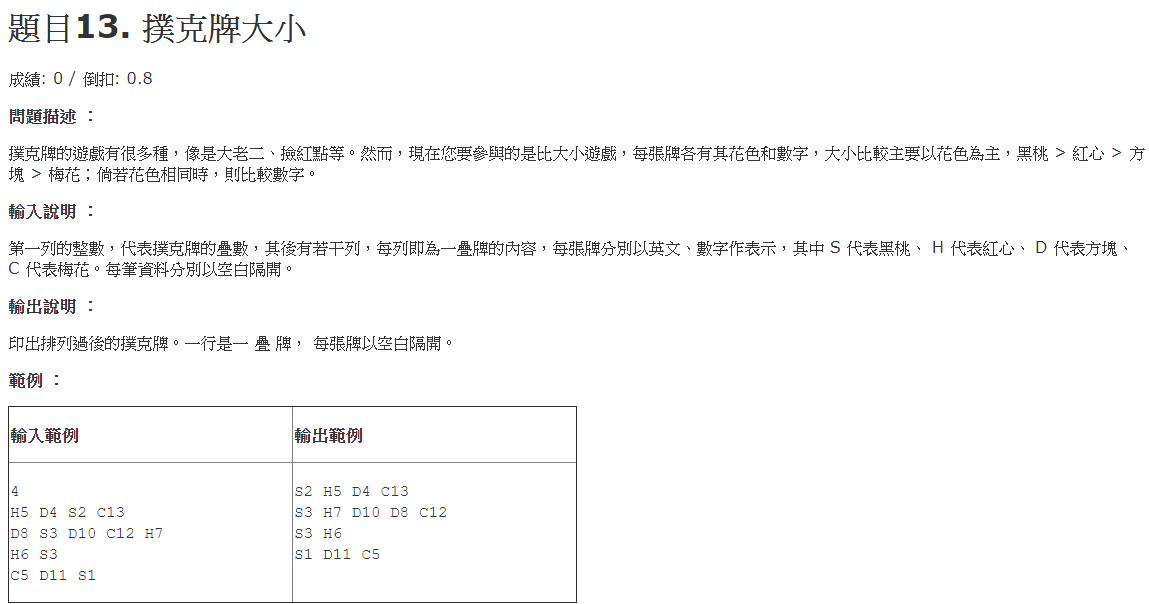 題目13. 撲克牌大小
成績: 0 / 倒扣: 0.8
問題描述 ：
撲克牌的遊戲有很多種，像是大老二、撿紅點等。然而，現在您要參與的是比大小遊戲，每張牌各有其花色和數字，大小比較主要以花色為主，黑桃 > 紅心 > 方
塊 > 梅花；倘若花色相同時，則比較數字。
輸入說明 ：
第一列的整數，代表撲克牌的疊數，其後有若干列，每列即為一疊牌的內容，每張牌分別以英文、數字作表示，其中 S 代表黑桃、 H 代表紅心、 D 代表方塊、
C 代表梅花。每筆資料分別以空白隔開。
輸出說明 ：
印出排列過後的撲克牌。一行是一 疊 牌， 每張牌以空白隔開。
範例 ：
輸入範例
輸出範例
4
H5 D4 S2 C13
D8 S3 D10 C12 H7
H6 S3
C5 D11 S1
S2 H5 D4 C13
S3 H7 D10 D8 C12
S3 H6
S1 D11 C5